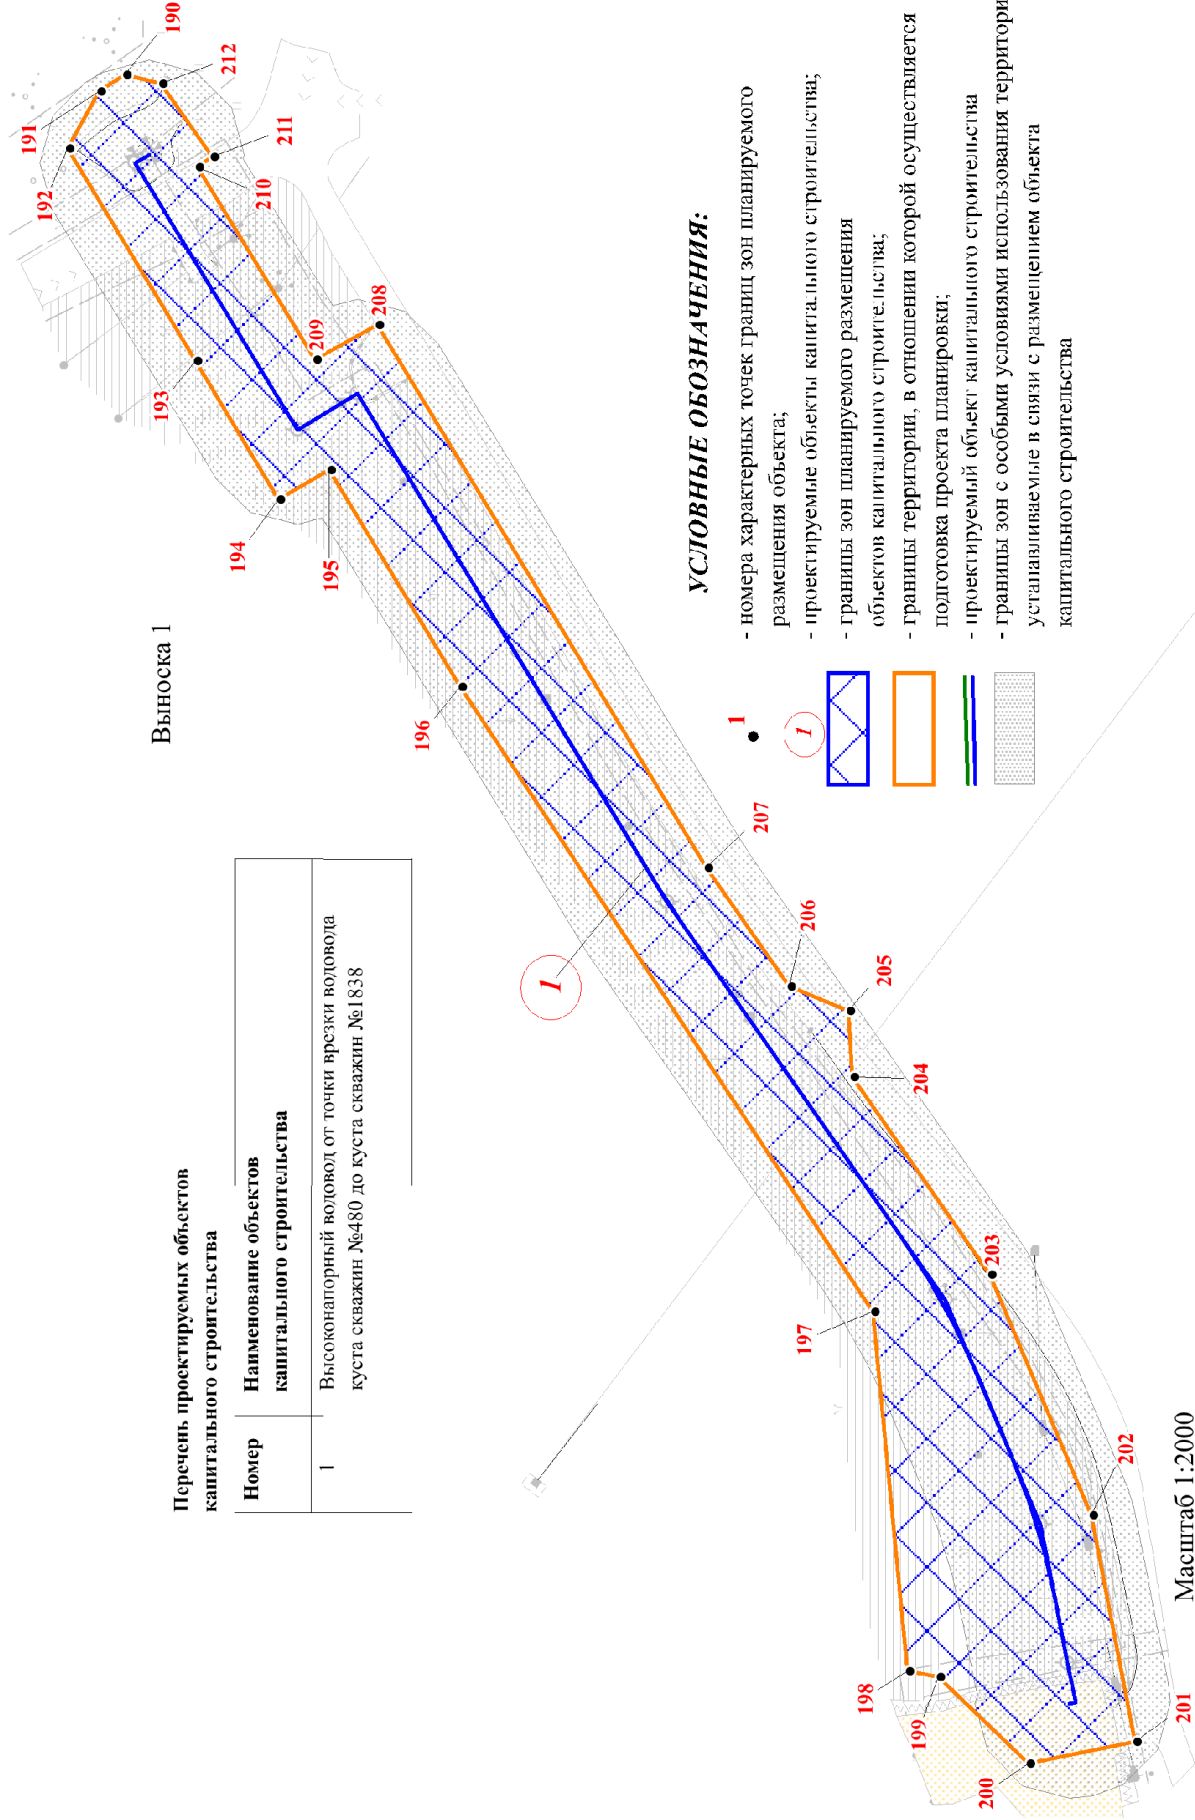 Выноска 1
Перечень проектируемых объектов
капитального строительства
Номер
Наименование объектов
капитального строительства
1
Высоконапорный водовод от точки врезки водовода
куста скважин №480 до куста скважин №1838
УСЛОВНЫЕ ОБОЗНАЧЕНИЯ:
1
- номера характерных точек границ зон планируемого
размещения объекта;
1
- проектируемые объекты капитального строительства;
- границы зон планируемого размещения
объектов капитального строительства;
- границы территории, в отношении которой осуществляется
подготовка проекта планировки;
- проектируемый объект капитального строительства
- границы зон с особыми условиями использования территори
устанавливаемые в связи с размещением объекта
капитального строительства
Масштаб 1:2000
1
190
191
192
193
194
195
196
197
198
199
200
201
202
203
204
205
206
207
208
209
210
211
212